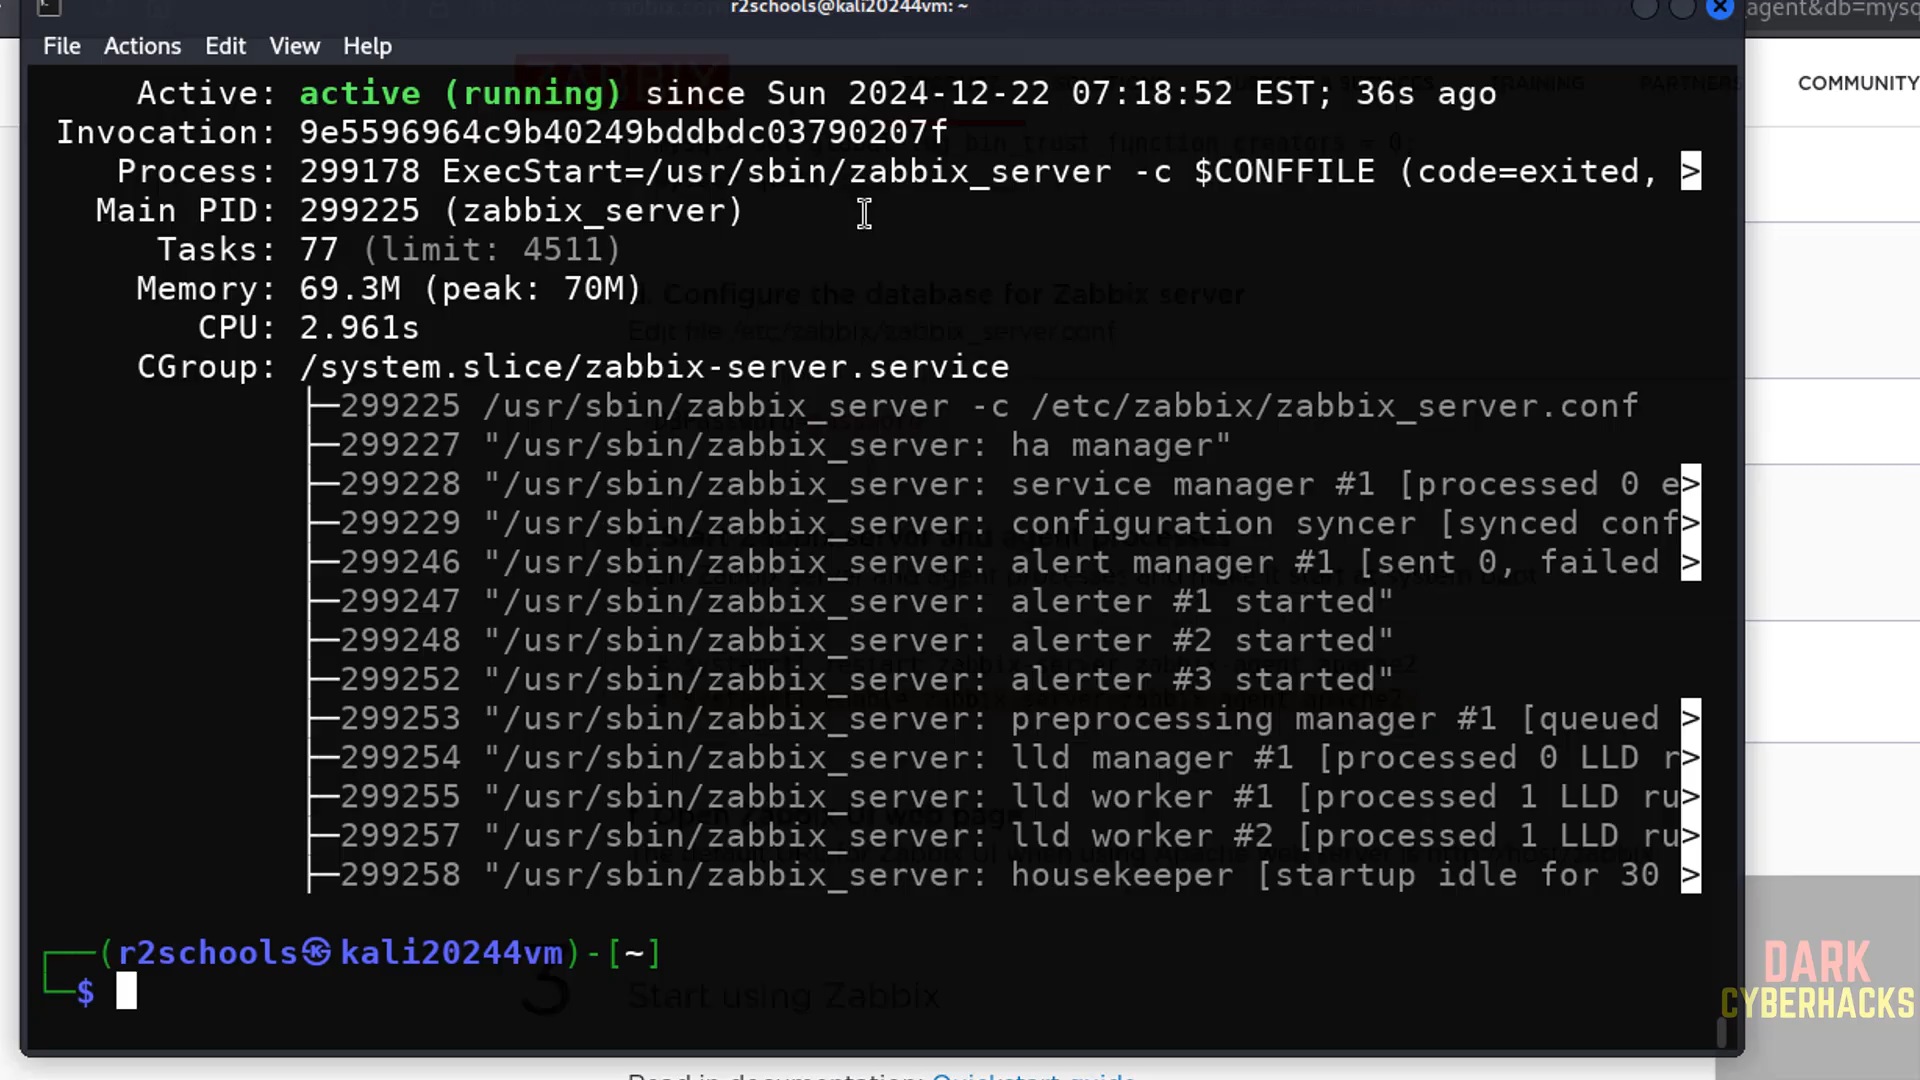 r2schools@kali20244vm: ~
agent&db=mysq
File Actions Edit View Help
COMMUNITY
Active: active (running) since Sun 2024-12-22 07:18:52 EST; 36s ago
Invocation: 9e5596964c9b40249bddbdc03790207f
Process: 299178 ExecStart=/usr/sbin/zabbix_server -c $CONFFILE (code=exited, >
Main PID: 299225 (zabbix_server)
Tasks: 77 (limit: 4511)
Memory: 69.3M (peak: 70M)
CPU: 2.961s
CGroup: /system.slice/zabbix-server.service
├─299225 /usr/sbin/zabbix_server -c /etc/zabbix/zabbix_server.conf
├─299227 "/usr/sbin/zabbix_server: ha manager"
├─299228 "/usr/sbin/zabbix_server: service manager #1 [processed 0 e>
├─299229 "/usr/sbin/zabbix_server: configuration syncer [synced conf>
├─299246 "/usr/sbin/zabbix_server: alert manager #1 [sent 0, failed >
├─299247 "/usr/sbin/zabbix_server: alerter #1 started"
├─299248 "/usr/sbin/zabbix_server: alerter #2 started"
├─299252 "/usr/sbin/zabbix_server: alerter #3 started"
├─299253 "/usr/sbin/zabbix_server: preprocessing manager #1 [queued >
├─299254 "/usr/sbin/zabbix_server: lld manager #1 [processed 0 LLD r>
├─299255 "/usr/sbin/zabbix_server: lld worker #1 [processed 1 LLD ru>
├─299257 "/usr/sbin/zabbix_server: lld worker #2 [processed 1 LLD ru>
├─299258 "/usr/sbin/zabbix_server: housekeeper [startup idle for 30 >
┌──(r2schools㉿kali20244vm)-[~]
└─$
3 Start using Zabbix
DARK
CYBERHACKS
Read in documentation: Quickstart guide